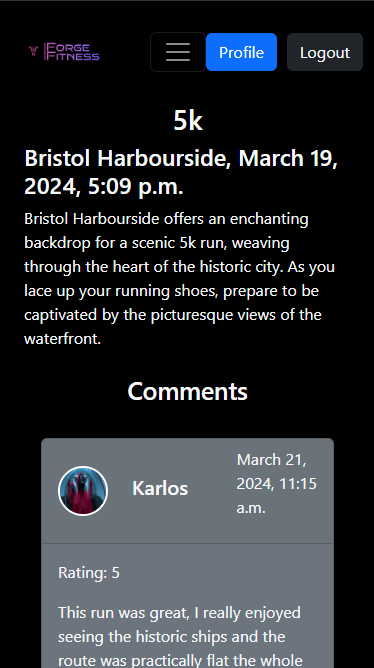 FORGE
FITNESS
Profile
Logout
5k
Bristol Harbourside, March 19,
2024, 5:09 p.m.
Bristol Harbourside offers an enchanting
backdrop for a scenic 5k run, weaving
through the heart of the historic city. As you
lace up your running shoes, prepare to be
captivated by the picturesque views of the
waterfront.
Comments
Karlos
March 21,
2024, 11:15
a.m.
Rating: 5
This run was great, I really enjoyed
seeing the historic ships and the
route was practically flat the whole